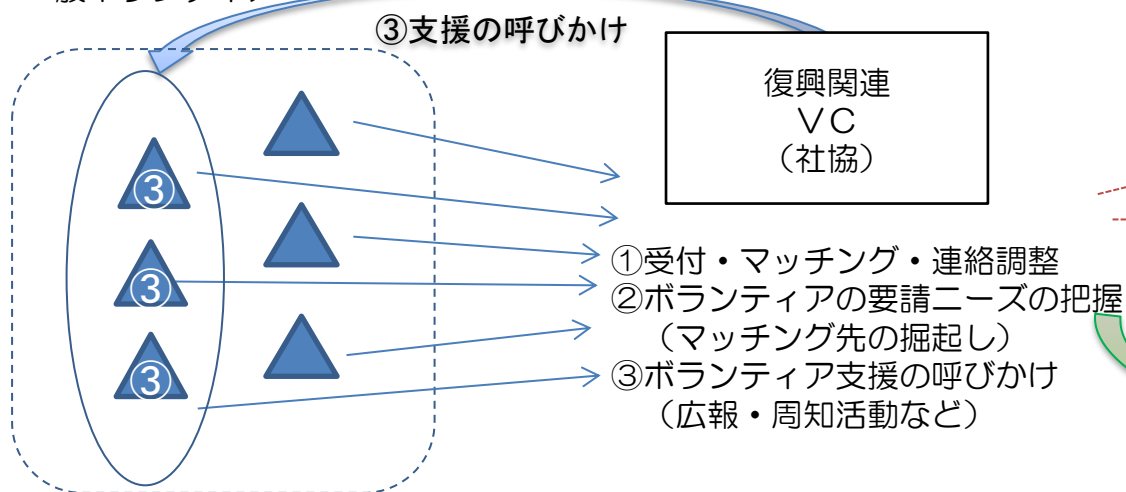 ③支援の呼びかけ
復興関連
ＶＣ
（社協）
③
③
③
①受付・マッチング・連絡調整
②ボランティアの要請ニーズの把握
（マッチング先の掘起し）
③ボランティア支援の呼びかけ
（広報・周知活動など）